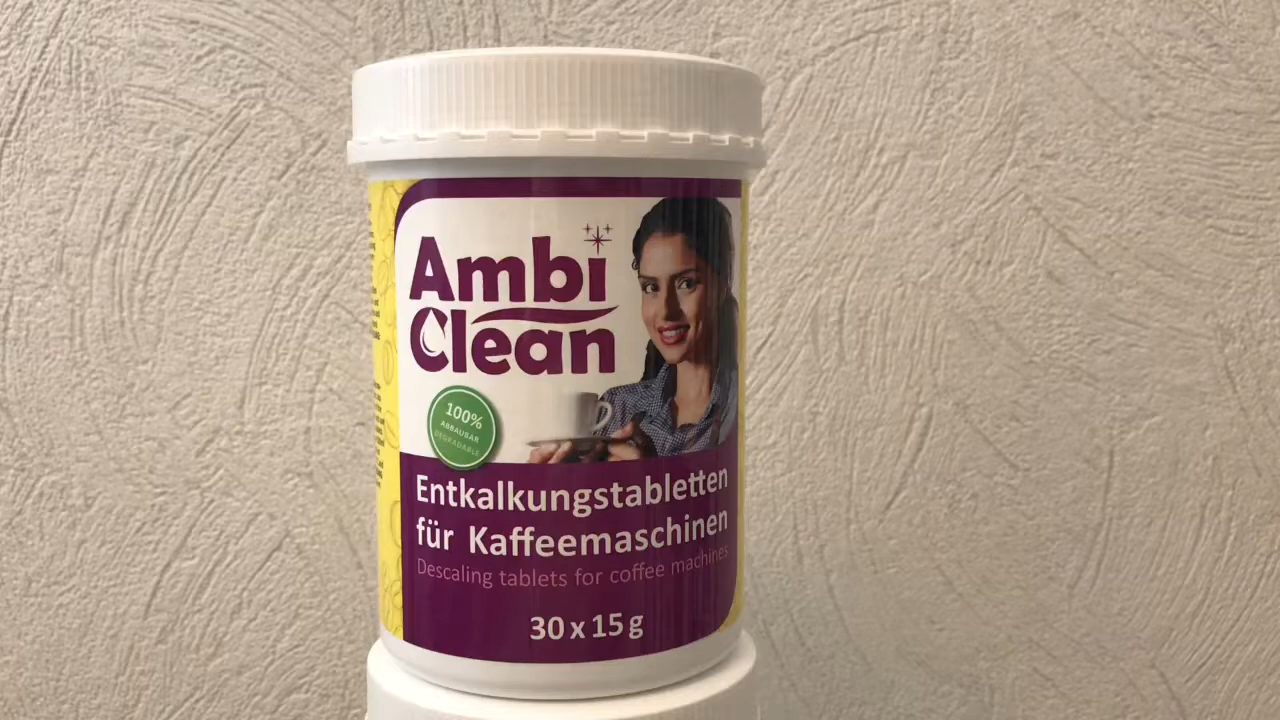 Ambi
Clean
100%
ABBAUBAR
DEGRADABLE
Entkalkungstabletten
für Kaffeemaschinen
Descaling tablets for coffee machines
30 x 15 g